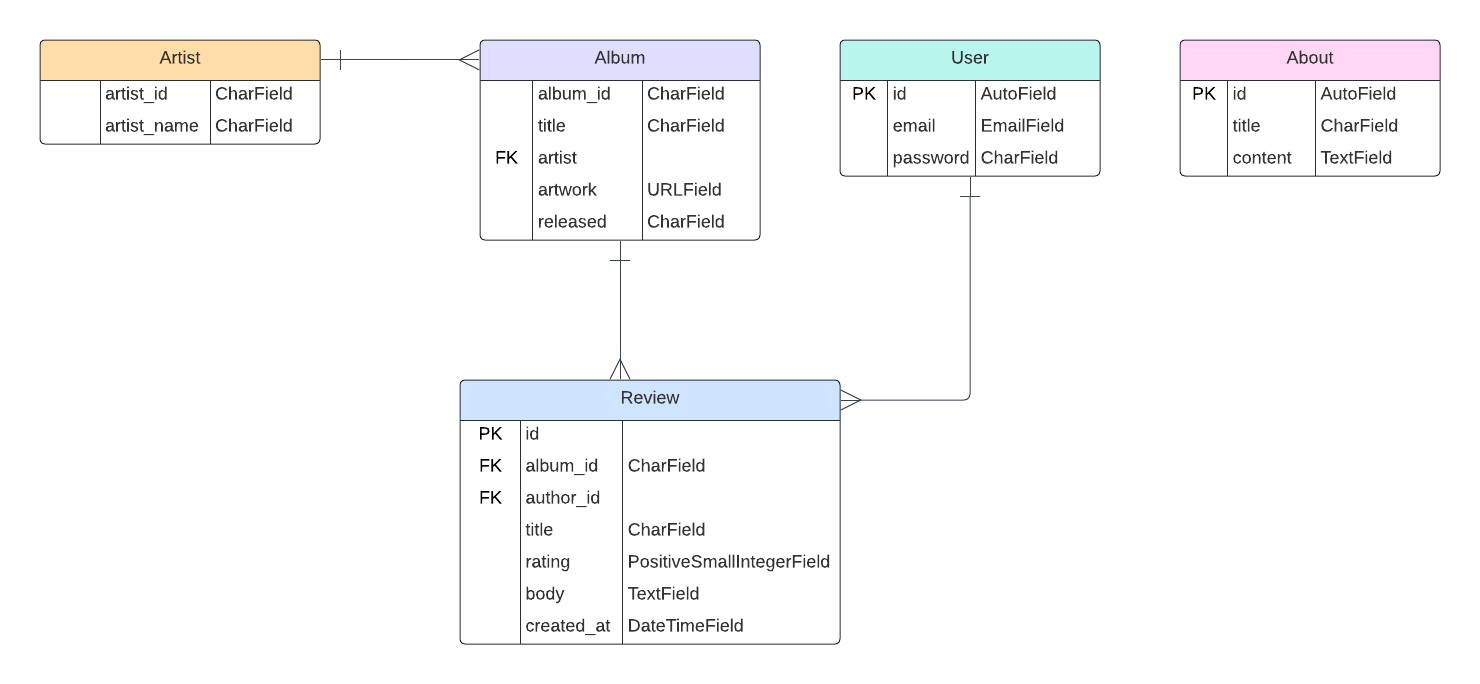 Artist
artist_id CharField
artist_name CharField
Album
album_id CharField
title CharField
FK artist
artwork URLField
released CharField
User
PK id AutoField
email EmailField
password CharField
About
PK id AutoField
title CharField
content TextField
Review
PK id
FK album_id CharField
FK author_id
title CharField
rating PositiveSmallIntegerField
body TextField
created_at DateTimeField